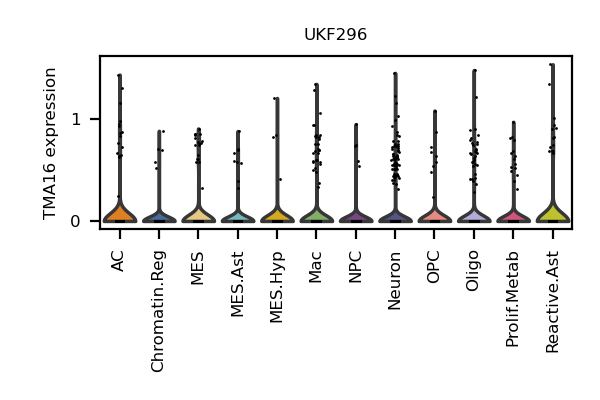 UKF296
TMA16 expression
1
0
AC
Chromatin.Reg
MES
MES.Ast
MES.Hyp
Mac
NPC
Neuron
OPC
Oligo
Prolif.Metab
Reactive.Ast